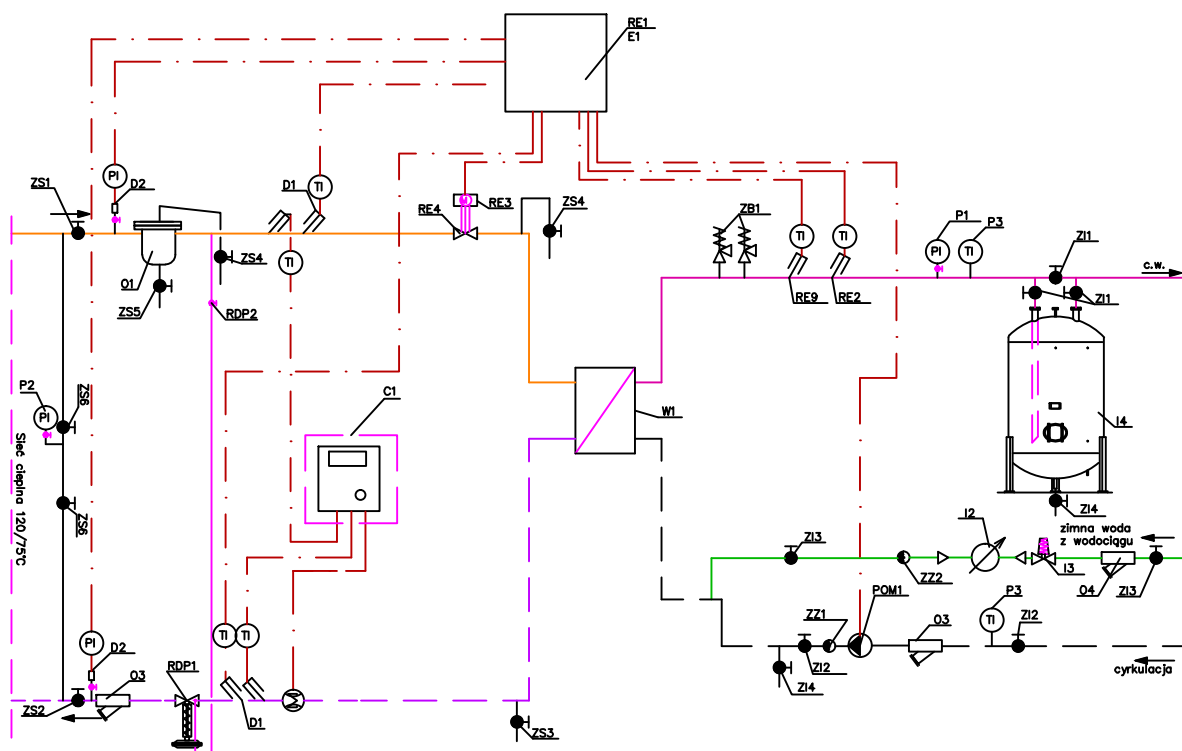 RE1
E1
PI
D2
ZS1
TI
D1
RE3
RE4
ZS4
O1
ZS4
ZS5
TI
RDP2
ZB1
TI
TI
RE9
RE2
P1
PI
P3
TI
ZI1
c.w.
ZI1
P2
PI
ZS6
ZS6
Sieć cieplna 120/75°C
C1
W1
I4
ZI4
zimna woda
z wodociągu
I2
ZI3
ZZ2
I3
O4
ZI3
PI
D2
O3
ZS2
RDP1
TI
TI
D1
M
ZS3
ZZ1
POM1
O3
P3
TI
ZI2
ZI2
ZI4
cyrkulacja